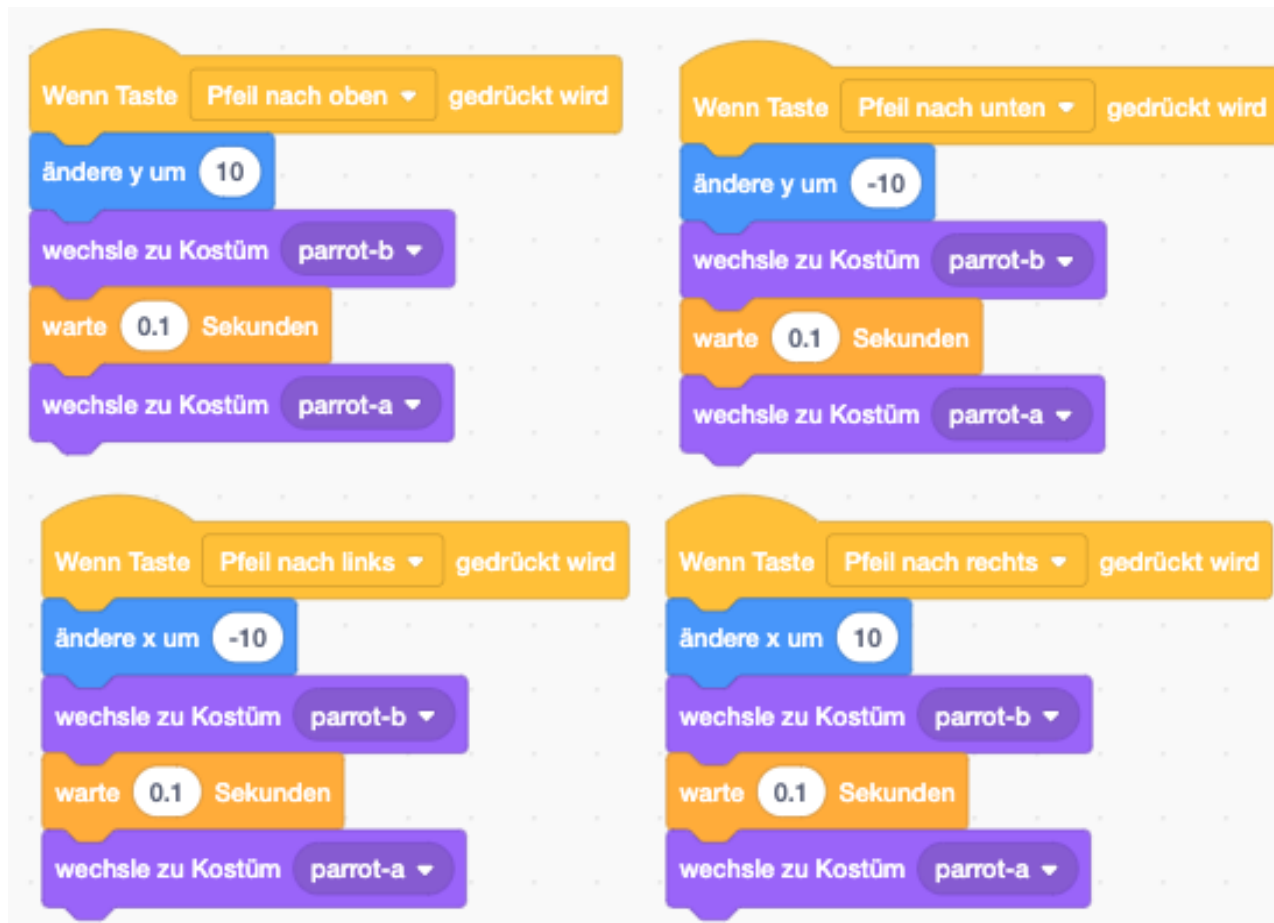 Wenn Taste Pfeil nach oben gedrückt wird
ändere y um 10
wechsle zu Kostüm parrot-b
warte 0.1 Sekunden
wechsle zu Kostüm parrot-a
Wenn Taste Pfeil nach unten gedrückt wird
ändere y um -10
wechsle zu Kostüm parrot-b
warte 0.1 Sekunden
wechsle zu Kostüm parrot-a
Wenn Taste Pfeil nach links gedrückt wird
ändere x um -10
wechsle zu Kostüm parrot-b
warte 0.1 Sekunden
wechsle zu Kostüm parrot-a
Wenn Taste Pfeil nach rechts gedrückt wird
ändere x um 10
wechsle zu Kostüm parrot-b
warte 0.1 Sekunden
wechsle zu Kostüm parrot-a